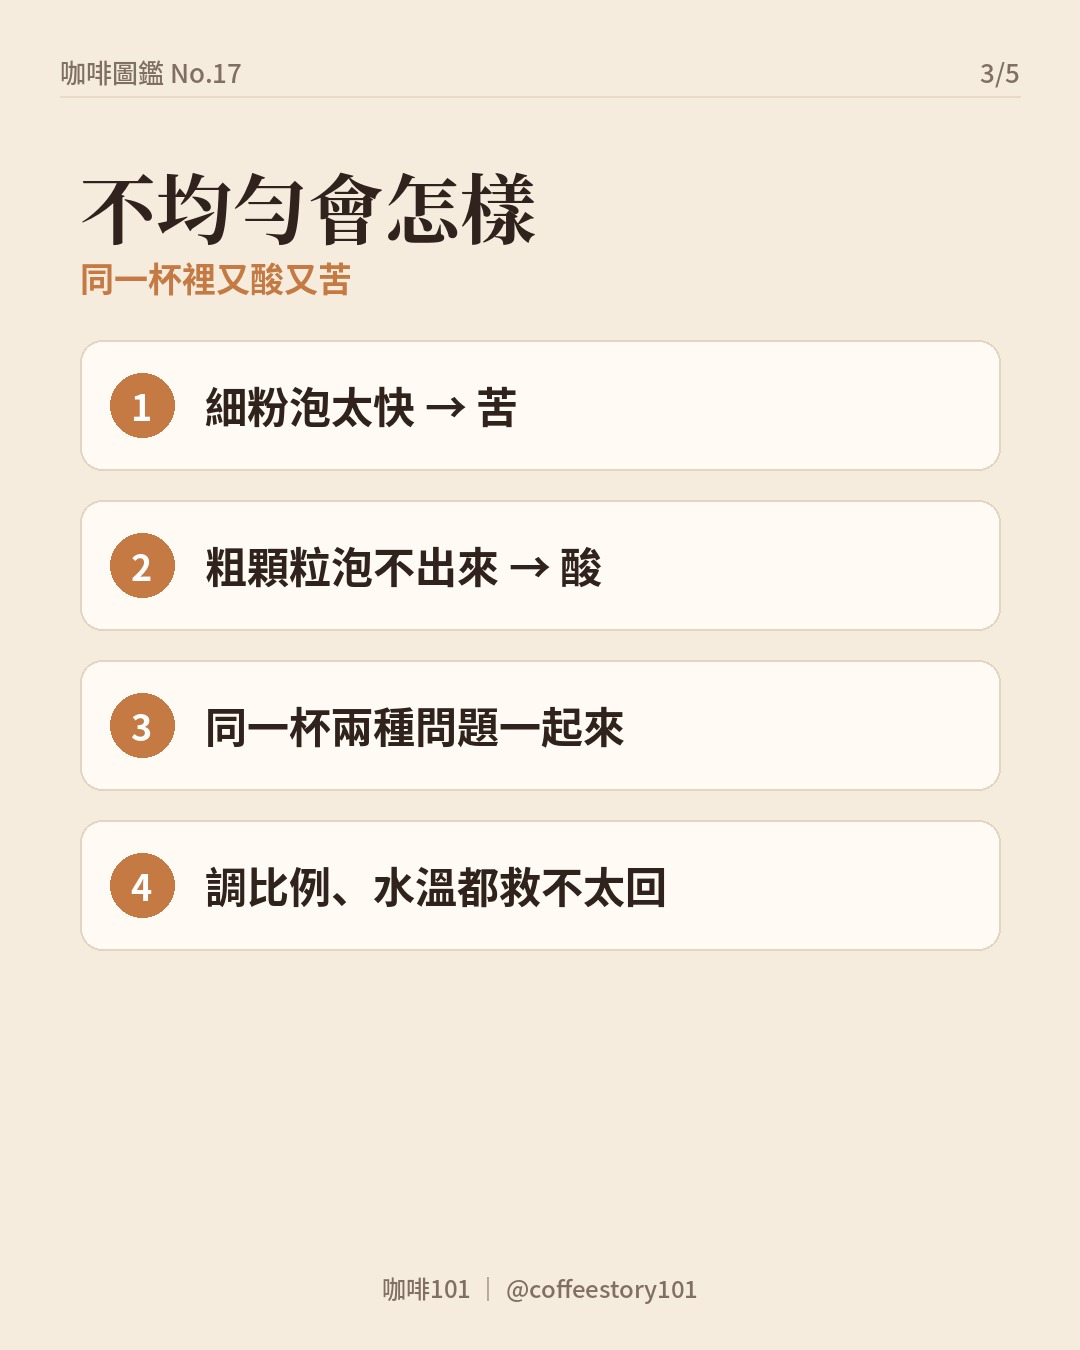 咖啡圖鑑 No.17
3/5
不均勻會怎樣
同一杯裡又酸又苦
1 細粉泡太快 → 苦
2 粗顆粒泡不出來 → 酸
3 同一杯兩種問題一起來
4 調比例、水溫都救不太回
咖啡101｜@coffeestory101